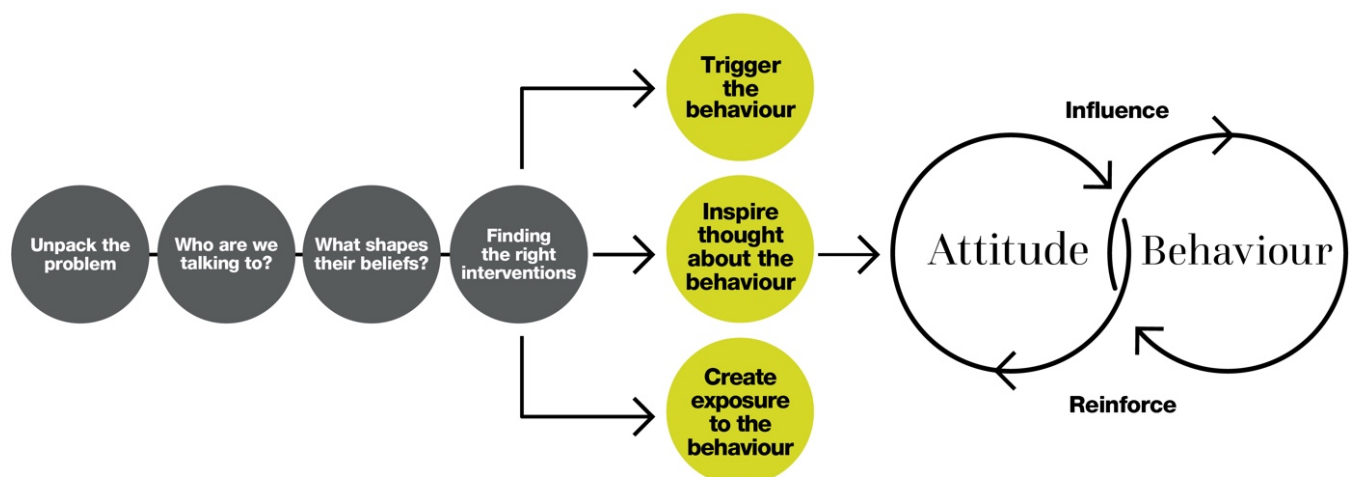 Unpack the
problem
Who are we
talking to?
What shapes
their beliefs?
Finding
the right
interventions
Trigger
the
behaviour
Inspire
thought
about the
behaviour
Create
exposure
to the
behaviour
Influence
Attitude
Behaviour
Reinforce